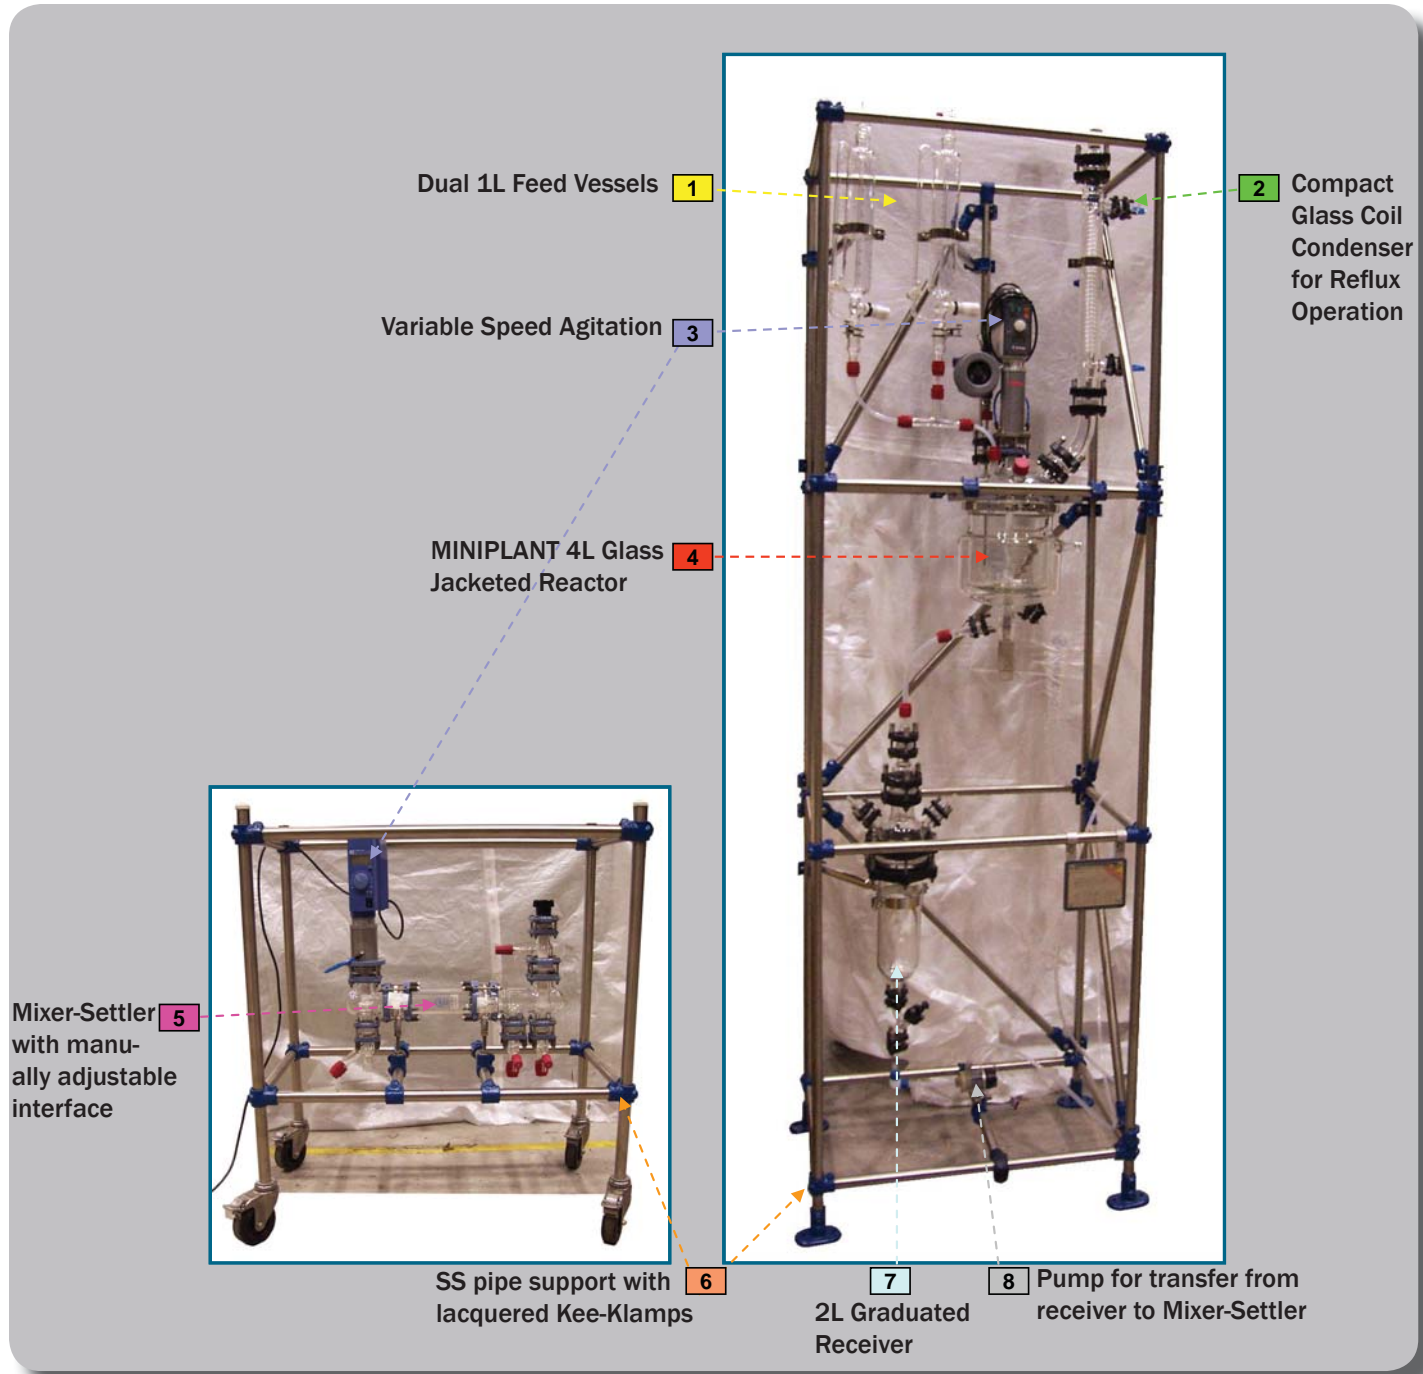 Dual 1L Feed Vessels 1
2 Compact
Glass Coil
Condenser
for Reflux
Operation
Variable Speed Agitation 3
MINIPLANT 4L Glass
Jacketed Reactor
4
Mixer-Settler 5
with manu-
ally adjustable
interface
SS pipe support with
lacquered Kee-Klamps
6
7
2L Graduated
Receiver
8 Pump for transfer from
receiver to Mixer-Settler